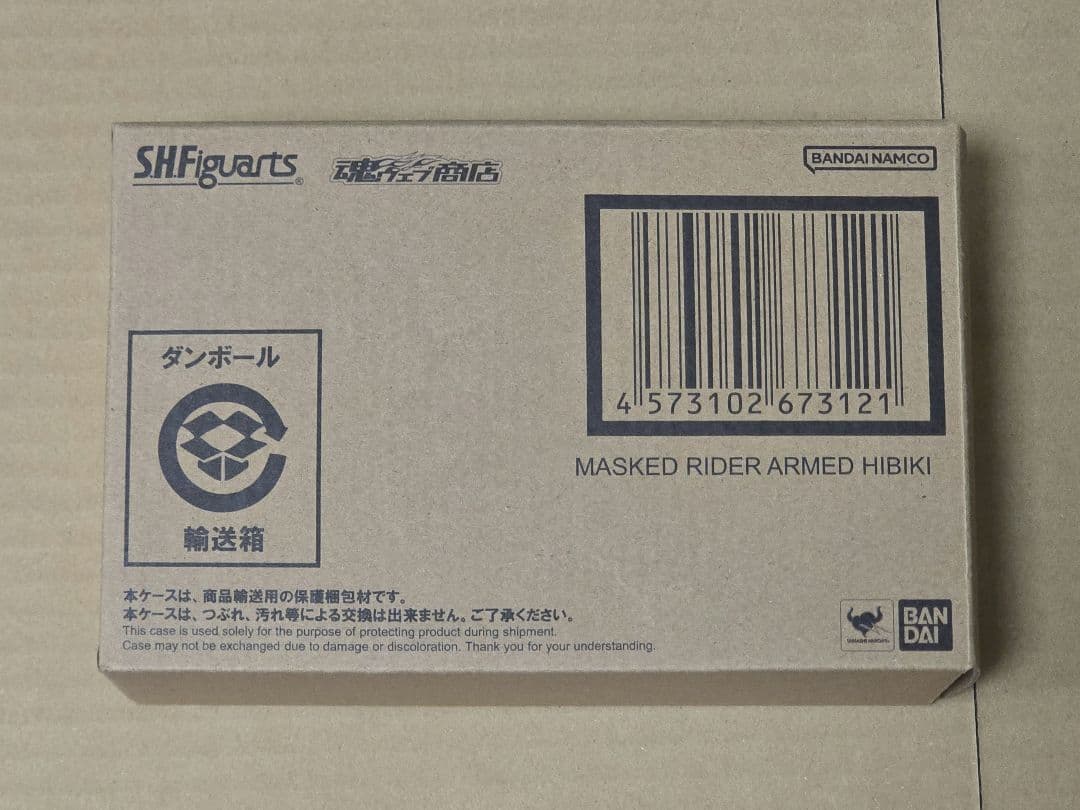 S.H.Figuarts®
魂ウェブ商店
BANDAI NAMCO
4 573102 673121
MASKED RIDER ARMED HIBIKI
ダンボール
輸送箱
本ケースは、商品輸送用の保護梱包材です。
本ケースは、つぶれ、汚れ等による交換は出来ません。ご了承ください。
This case is used solely for the purpose of protecting product during shipment.
Case may not be exchanged due to damage or discoloration. Thank you for your understanding.
BAN
DAI